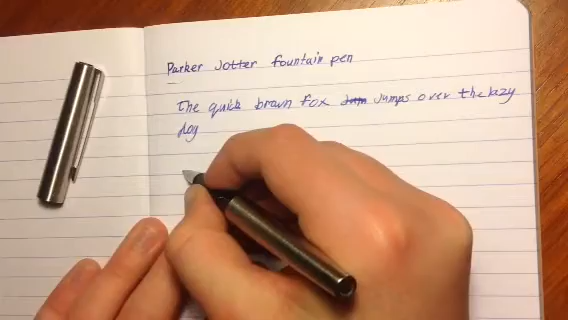 Parker Jotter fountain pen
The quick brown fox jumps over the lazy
dog